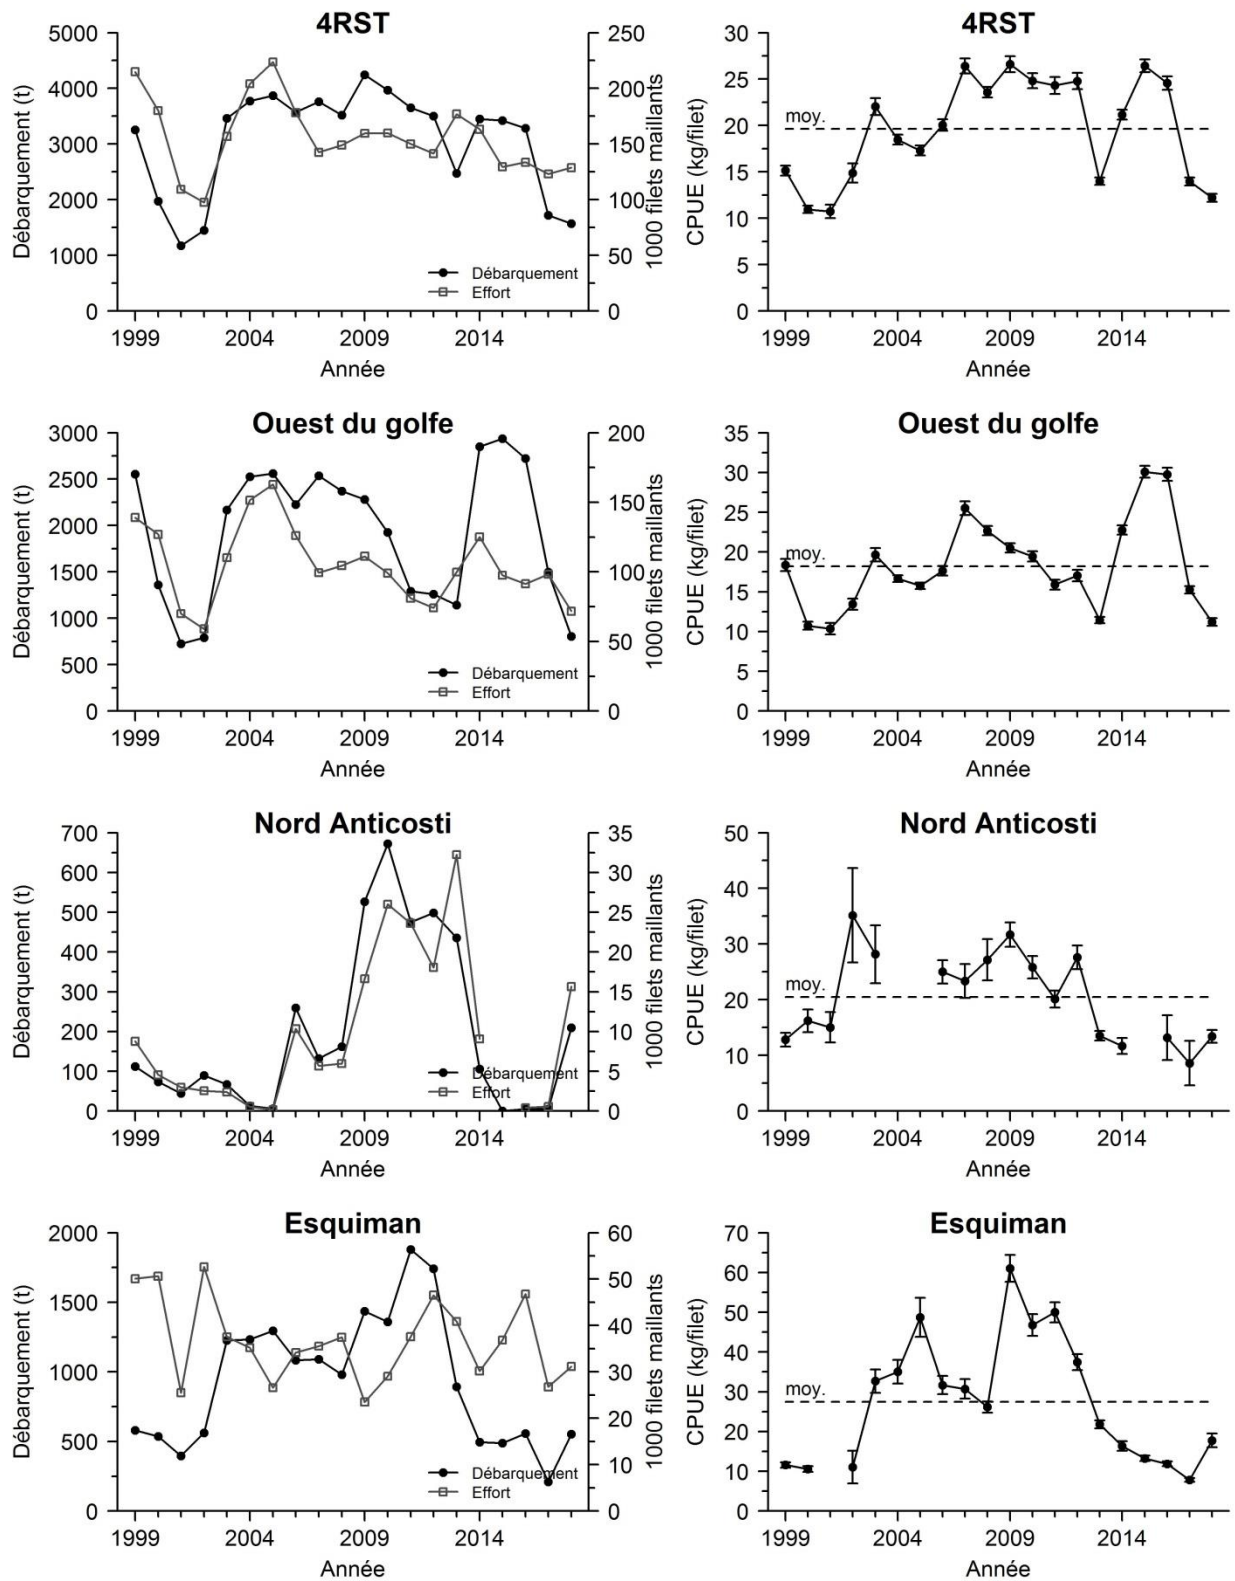 4RST
5000
4000
3000
2000
1000
0
Débarquement (t)
250
200
150
100
50
0
1000 filets maillants
Débarquement
Effort
1999 2004 2009 2014
Année
4RST
30
25
20
15
10
5
0
CPUE (kg/filet)
moy.
1999 2004 2009 2014
Année
Ouest du golfe
3000
2500
2000
1500
1000
500
0
Débarquement (t)
200
150
100
50
0
1000 filets maillants
Débarquement
Effort
1999 2004 2009 2014
Année
Ouest du golfe
35
30
25
20
15
10
5
0
CPUE (kg/filet)
moy.
1999 2004 2009 2014
Année
Nord Anticosti
700
600
500
400
300
200
100
0
Débarquement (t)
35
30
25
20
15
10
5
0
1000 filets maillants
Débarquement
Effort
1999 2004 2009 2014
Année
Nord Anticosti
50
40
30
20
10
0
CPUE (kg/filet)
moy.
1999 2004 2009 2014
Année
Esquiman
2000
1500
1000
500
0
Débarquement (t)
60
50
40
30
20
10
0
1000 filets maillants
Débarquement
Effort
1999 2004 2009 2014
Année
Esquiman
70
60
50
40
30
20
10
0
CPUE (kg/filet)
moy.
1999 2004 2009 2014
Année